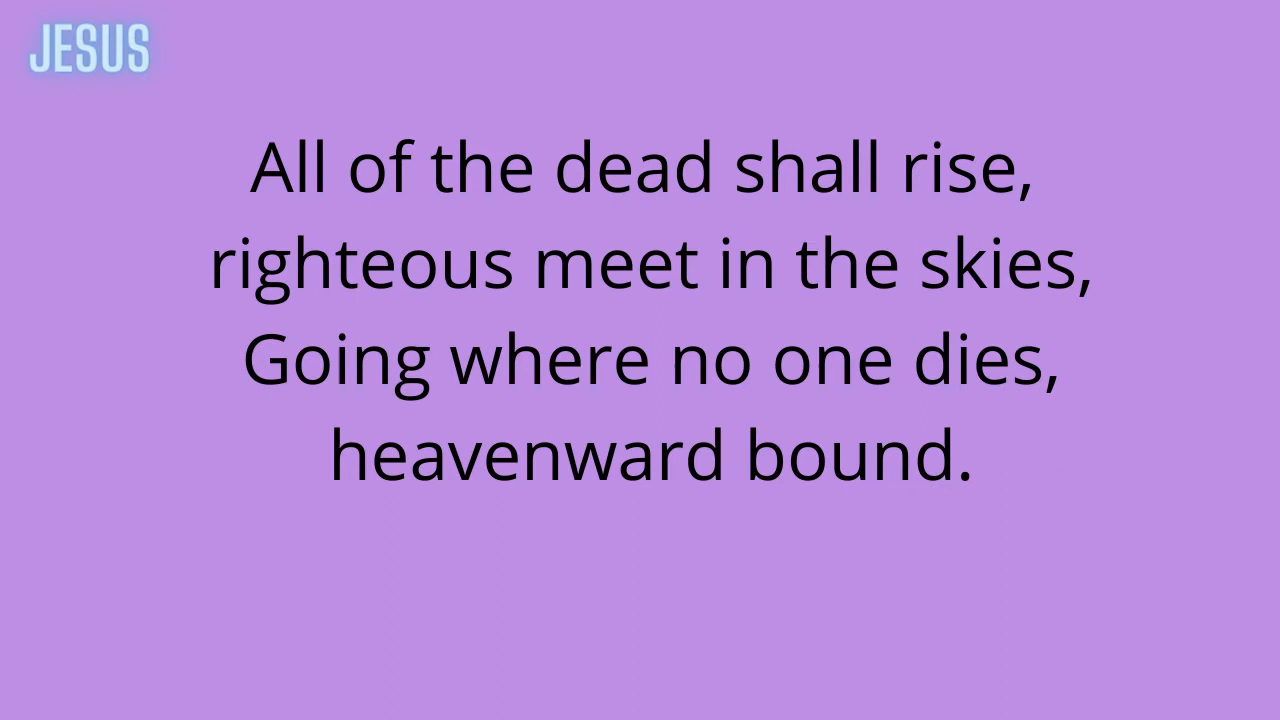 JESUS
All of the dead shall rise,
righteous meet in the skies,
Going where no one dies,
heavenward bound.